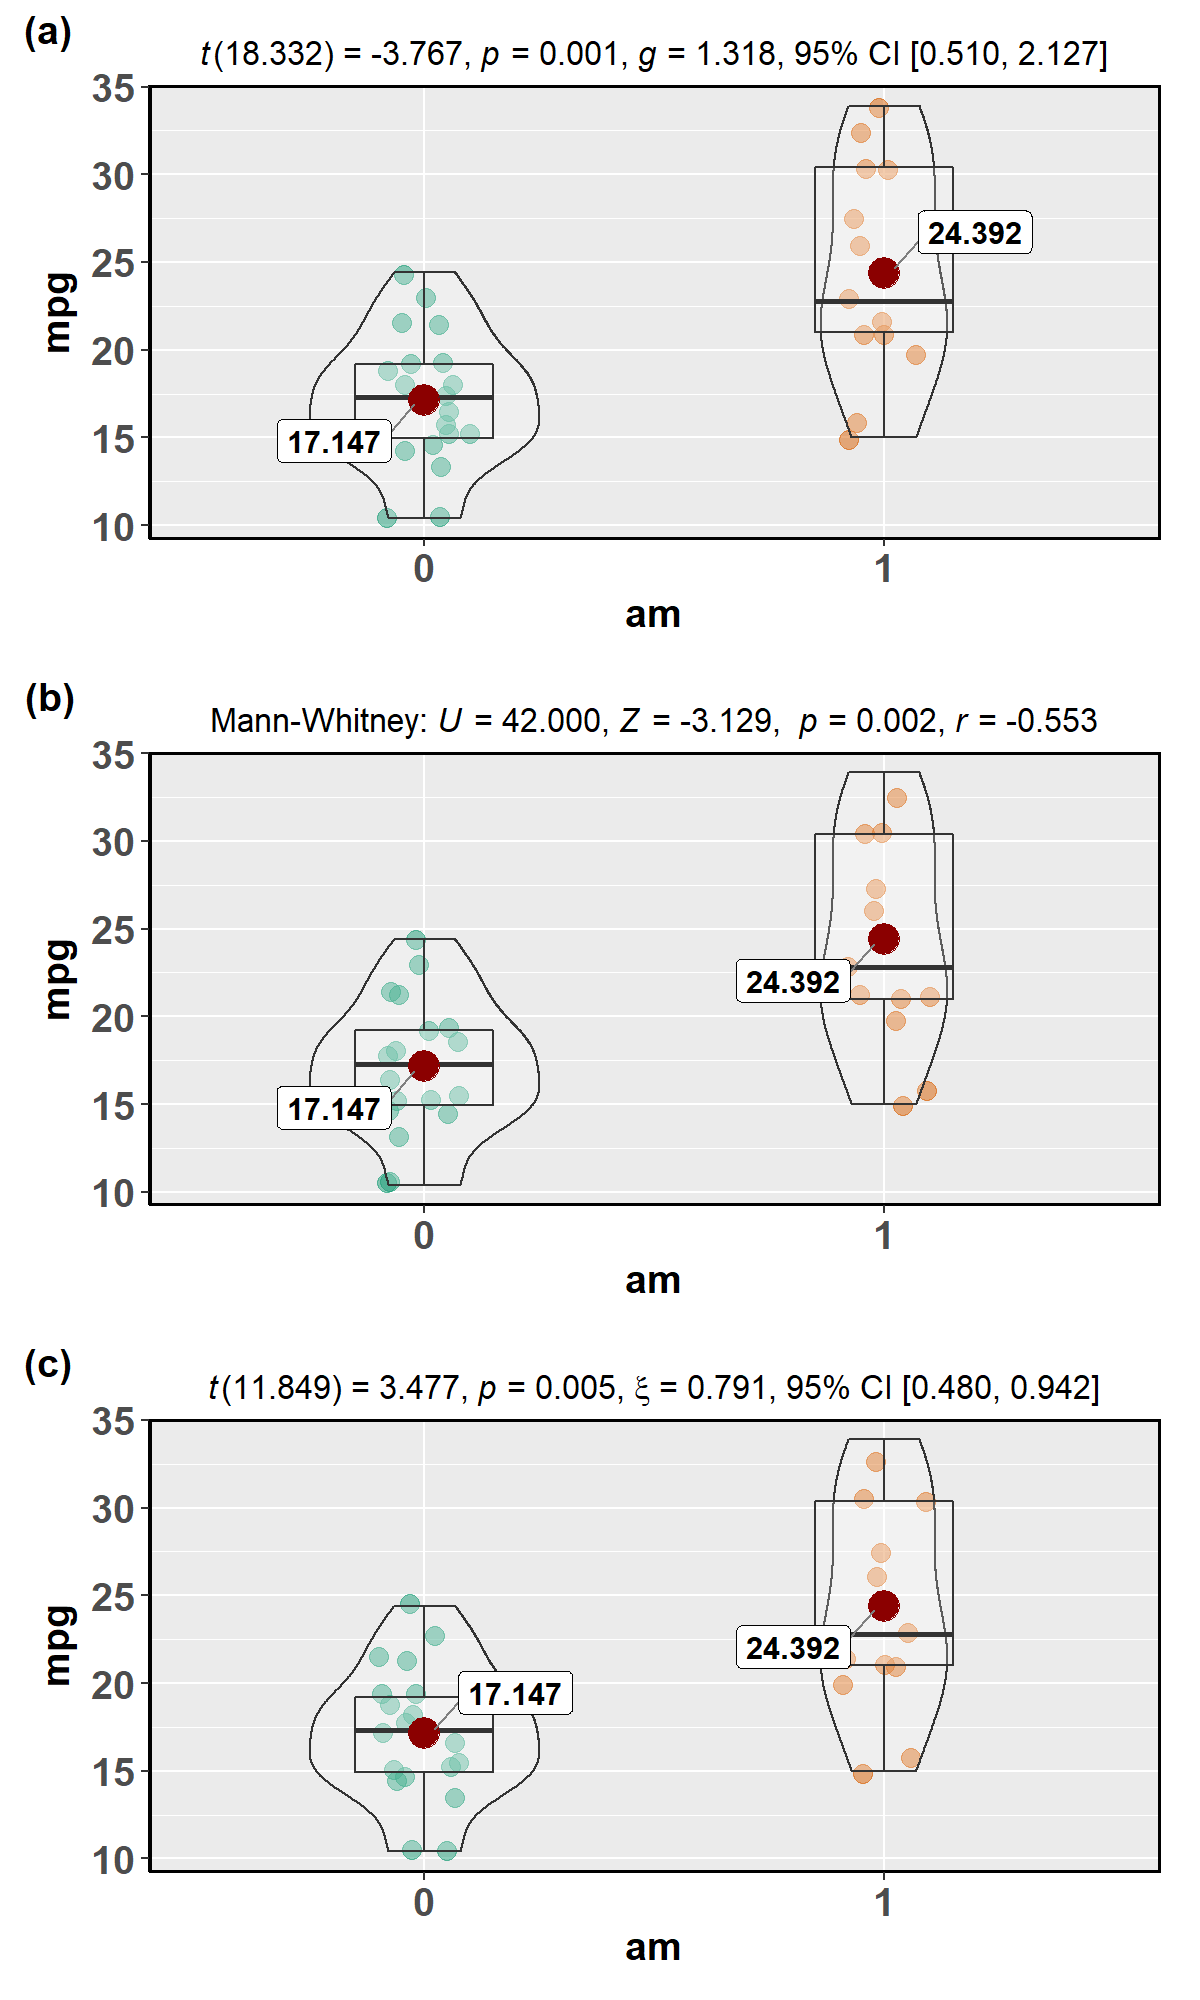 (a)
t(18.332) = -3.767, p = 0.001, g = 1.318, 95% CI [0.510, 2.127]
35
30
25
20
15
10
mpg
24.392
17.147
0 1
am
(b)
Mann-Whitney: U = 42.000, Z = -3.129, p = 0.002, r = -0.553
35
30
25
20
15
10
mpg
24.392
17.147
0 1
am
(c)
t(11.849) = 3.477, p = 0.005, ξ = 0.791, 95% CI [0.480, 0.942]
35
30
25
20
15
10
mpg
24.392
17.147
0 1
am